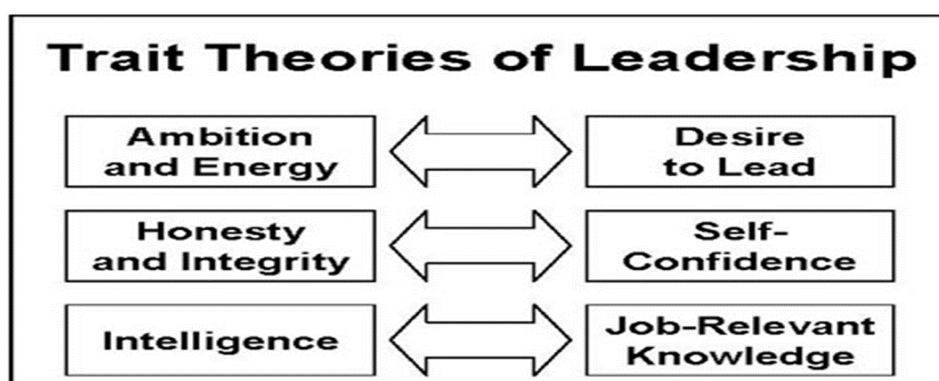 Trait Theories of Leadership
Ambition
and Energy
Desire
to Lead
Honesty
and Integrity
Self-
Confidence
Intelligence
Job-Relevant
Knowledge